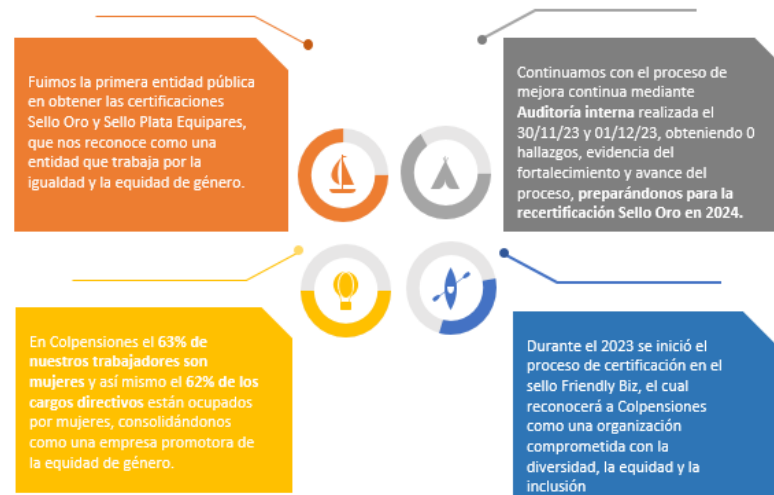 Fuimos la primera entidad pública
en obtener las certificaciones
Sello Oro y Sello Plata Equipares,
que nos reconoce como una
entidad que trabaja por la
igualdad y la equidad de género.
Continuamos con el proceso de
mejora continua mediante
Auditoría interna realizada el
30/11/23 y 01/12/23, obteniendo 0
hallazgos, evidencia del
fortalecimiento y avance del
proceso, preparándonos para la
recertificación Sello Oro en 2024.
En Colpensiones el 63% de
nuestros trabajadores son
mujeres y así mismo el 62% de los
cargos directivos están ocupados
por mujeres, consolidándonos
como una empresa promotora de
la equidad de género.
Durante el 2023 se inició el
proceso de certificación en el
sello Friendly Biz, el cual
reconocerá a Colpensiones
como una organización
comprometida con la
diversidad, la equidad y la
inclusión